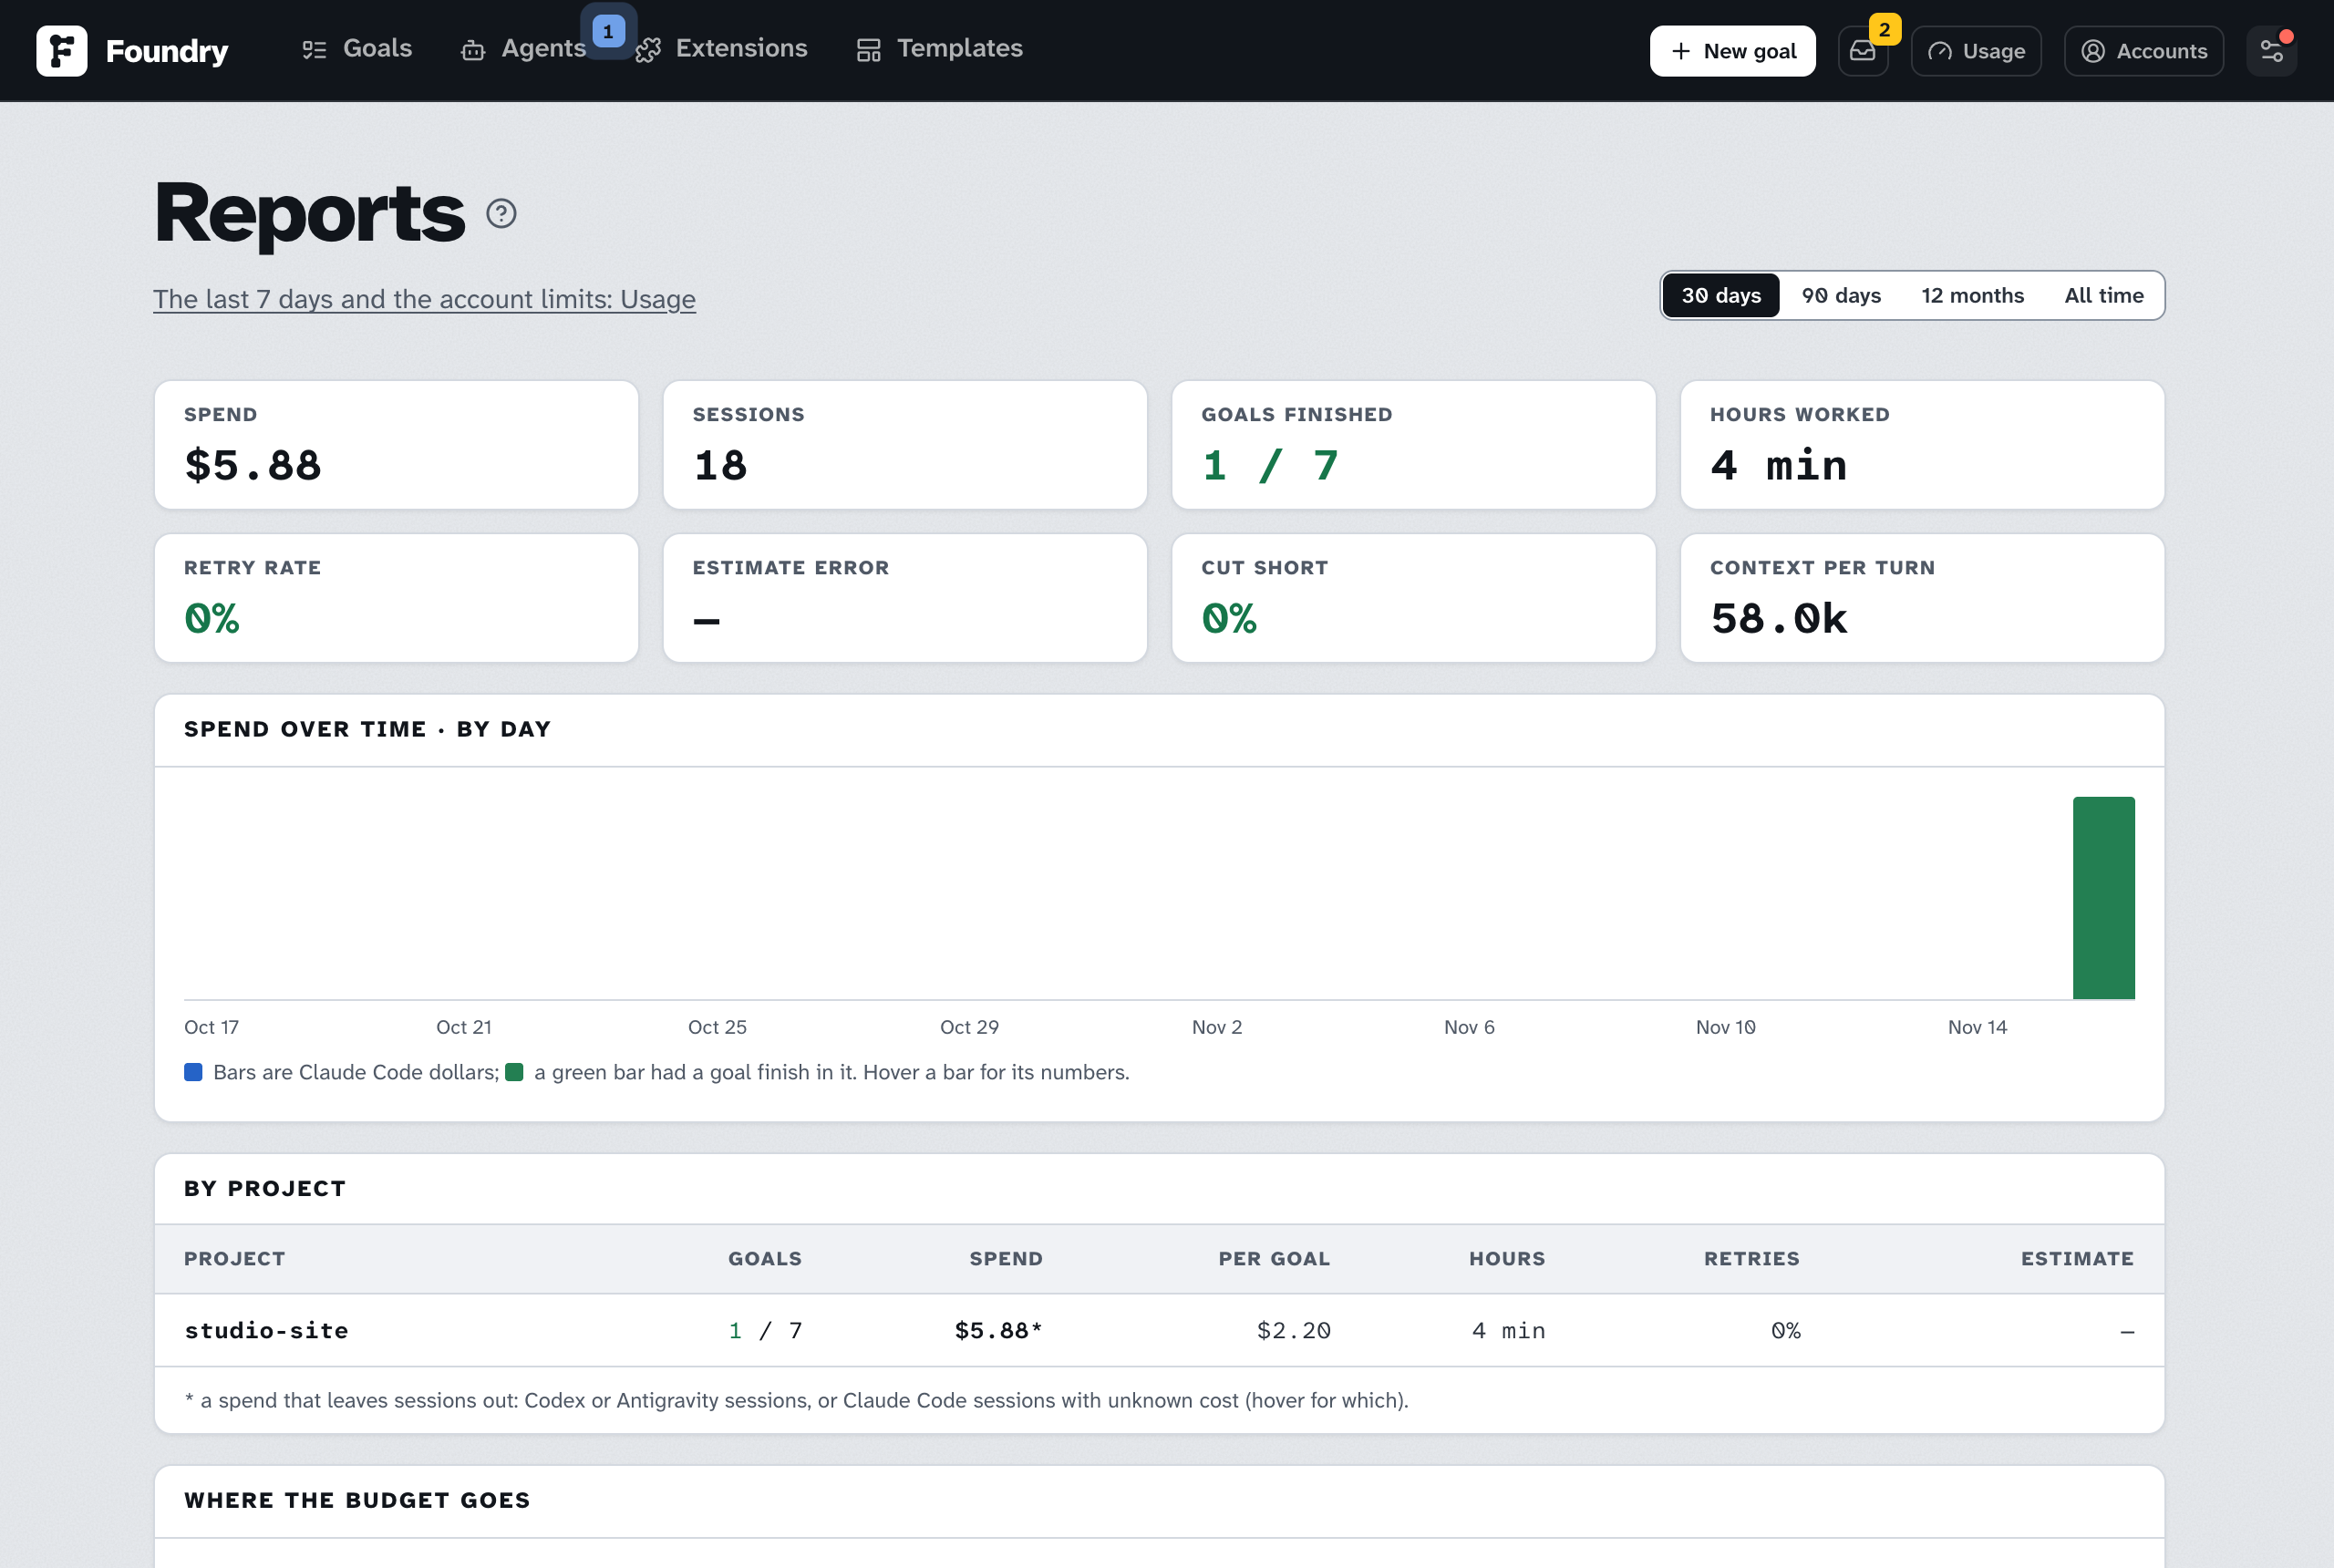 Foundry
Goals
Agents
1
Extensions
Templates
New goal
2
Usage
Accounts
Reports
The last 7 days and the account limits: Usage
30 days
90 days
12 months
All time
SPEND
$5.88
SESSIONS
18
GOALS FINISHED
1 / 7
HOURS WORKED
4 min
RETRY RATE
0%
ESTIMATE ERROR
—
CUT SHORT
0%
CONTEXT PER TURN
58.0k
SPEND OVER TIME · BY DAY
Oct 17 Oct 21 Oct 25 Oct 29 Nov 2 Nov 6 Nov 10 Nov 14
Bars are Claude Code dollars; a green bar had a goal finish in it. Hover a bar for its numbers.
BY PROJECT
PROJECT GOALS SPEND PER GOAL HOURS RETRIES ESTIMATE
studio-site 1 / 7 $5.88* $2.20 4 min 0% —
* a spend that leaves sessions out: Codex or Antigravity sessions, or Claude Code sessions with unknown cost (hover for which).
WHERE THE BUDGET GOES